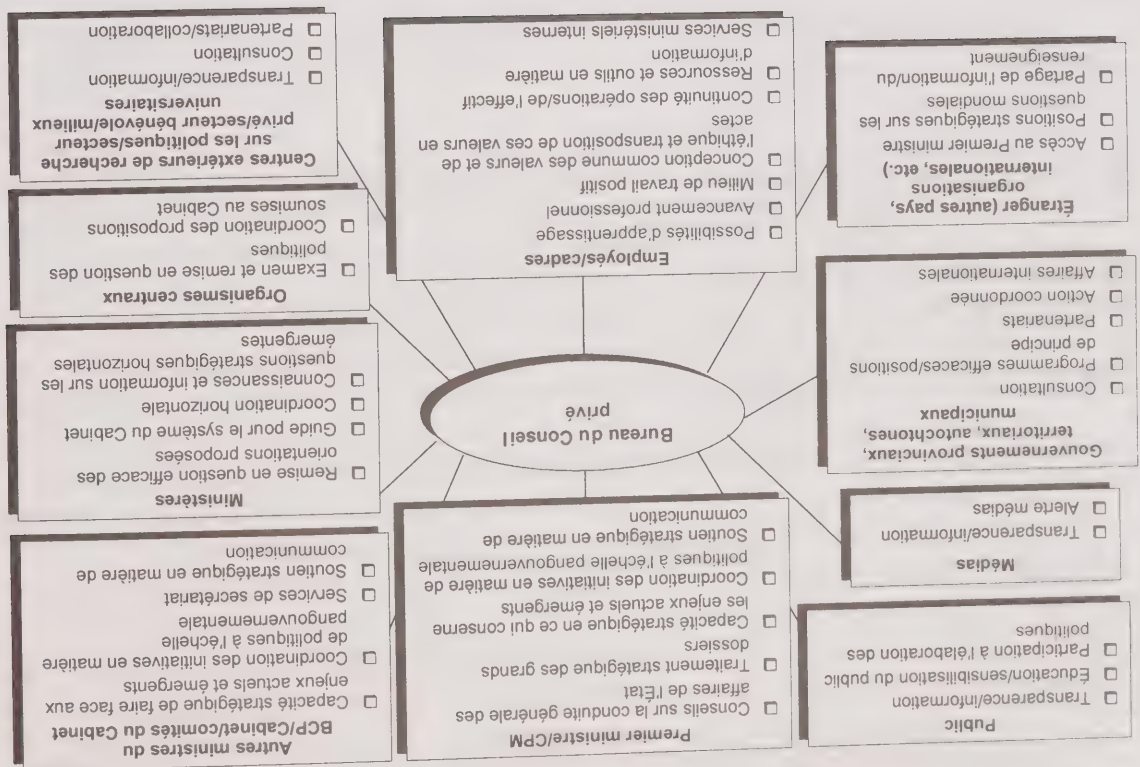 Public
❑ Transparence/information
❑ Éducation/sensibilisation du public
❑ Participation à l'élaboration des
politiques
Premier ministre/CPM
❑ Conseils sur la conduite générale des
affaires de l'État
❑ Traitement stratégique des grands
dossiers
❑ Capacité stratégique en ce qui conserne
les enjeux actuels et émergents
❑ Coordination des initiatives en matière de
politiques à l'échelle pangouvernementale
❑ Soutien stratégique en matière de
communication
Autres ministres du
BCP/Cabinet/comités du Cabinet
❑ Capacité stratégique de faire face aux
enjeux actuels et émergents
❑ Coordination des initiatives en matière
de politiques à l'échelle
pangouvernementale
❑ Services de secrétariat
❑ Soutien stratégique en matière de
communication
Médias
❑ Transparence/information
❑ Alerte médias
Gouvernements provinciaux,
territoriaux, autochtones,
municipaux
❑ Consultation
❑ Programmes efficaces/positions
de principe
❑ Partenariats
❑ Action coordonnée
❑ Affaires internationales
Bureau du Conseil
privé
Ministéres
❑ Remise en question efficace des
orientations proposées
❑ Guide pour le système du Cabinet
❑ Coordination horizontale
❑ Connaissances et information sur les
questions stratégiques horizontales
émergentes
Organismes centraux
❑ Examen et remise en question des
politiques
❑ Coordination des propositions
soumises au Cabinet
Étranger (autres pays,
organisations
internationales, etc.)
❑ Accès au Premier ministre
❑ Positions stratégiques sur les
questions mondiales
❑ Partage de l'information/du
renseignement
Employés/cadres
❑ Possibilités d'apprentissage
❑ Avancement professionnel
❑ Milieu de travail positif
❑ Conception commune des valeurs et de
l'éthique et transposition de ces valeurs en
actes
❑ Continuité des opérations/de l'effectif
❑ Ressources et outils en matière
d'information
❑ Services ministériels internes
Centres extérieurs de recherche
sur les politiques/secteur
privé/secteur bénévole/milieux
universitaires
❑ Transparence/information
❑ Consultation
❑ Partenariats/collaboration